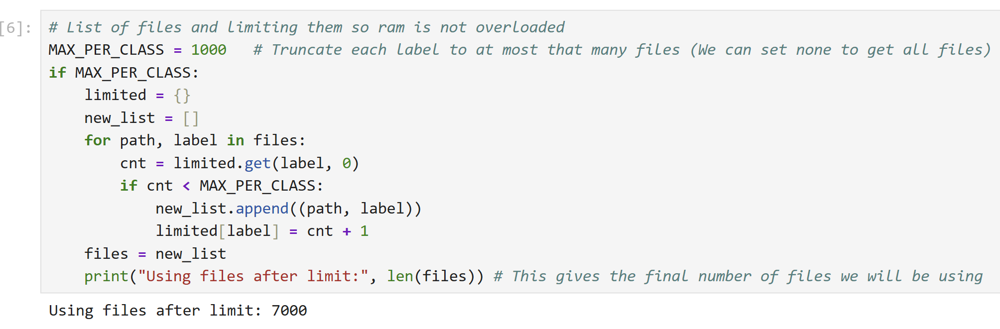 [6]:
# List of files and limiting them so ram is not overloaded
MAX_PER_CLASS = 1000   # Truncate each label to at most that many files (We can set none to get all files)
if MAX_PER_CLASS:
    limited = {}
    new_list = []
    for path, label in files:
        cnt = limited.get(label, 0)
        if cnt < MAX_PER_CLASS:
            new_list.append((path, label))
            limited[label] = cnt + 1
    files = new_list
    print("Using files after limit:", len(files)) # This gives the final number of files we will be using
Using files after limit: 7000